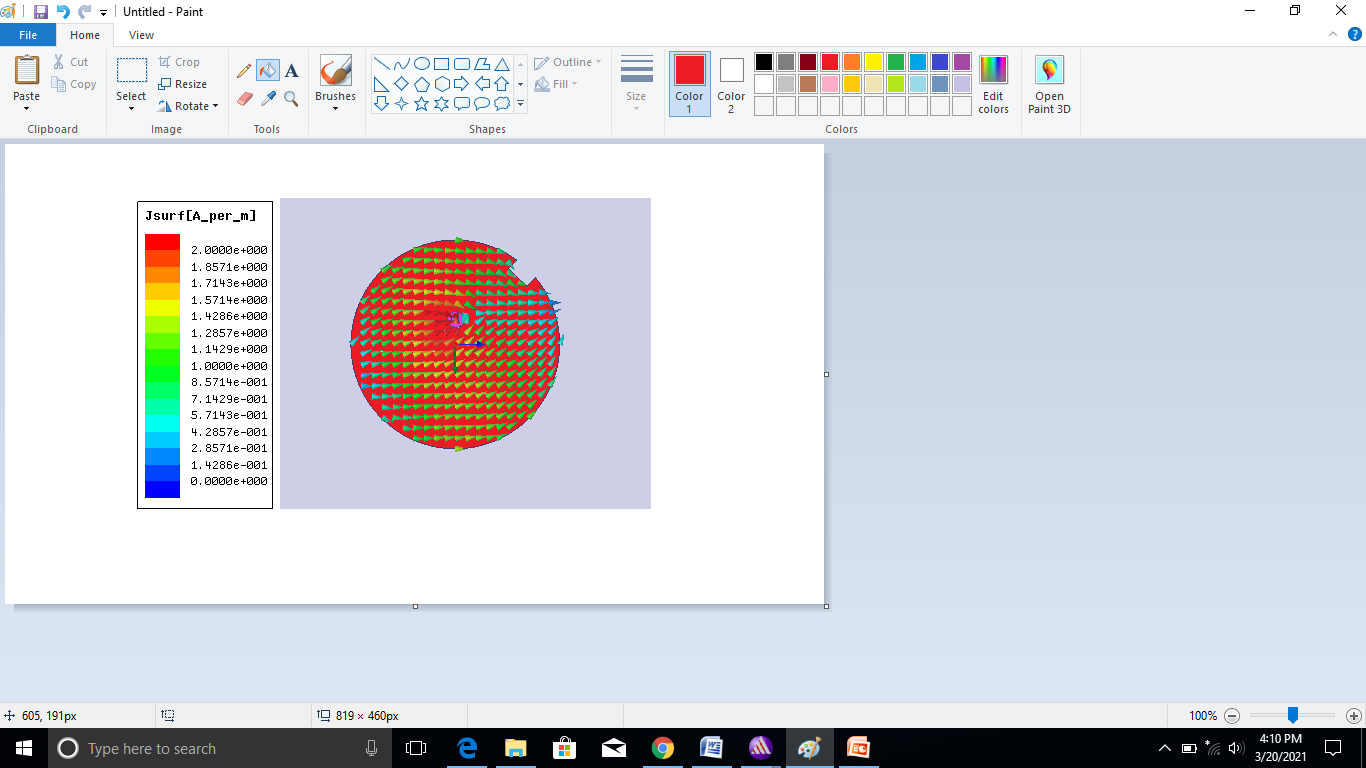 Untitled - Paint
File Home View
Paste
Cut
Copy
Clipboard
Select
Crop
Resize
Rotate
Image
A
Tools
Brushes
Shapes
Outline
Fill
Size
Color 1
Color 2
Edit colors
Colors
Open Paint 3D
Jsurf[A_per_m]
2.0000e+000
1.8571e+000
1.7143e+000
1.5714e+000
1.4286e+000
1.2857e+000
1.1429e+000
1.0000e+000
8.5714e-001
7.1429e-001
5.7143e-001
4.2857e-001
2.8571e-001
1.4286e-001
0.0000e+000
605, 191px
819 × 460px
100%
Type here to search
4:10 PM
3/20/2021